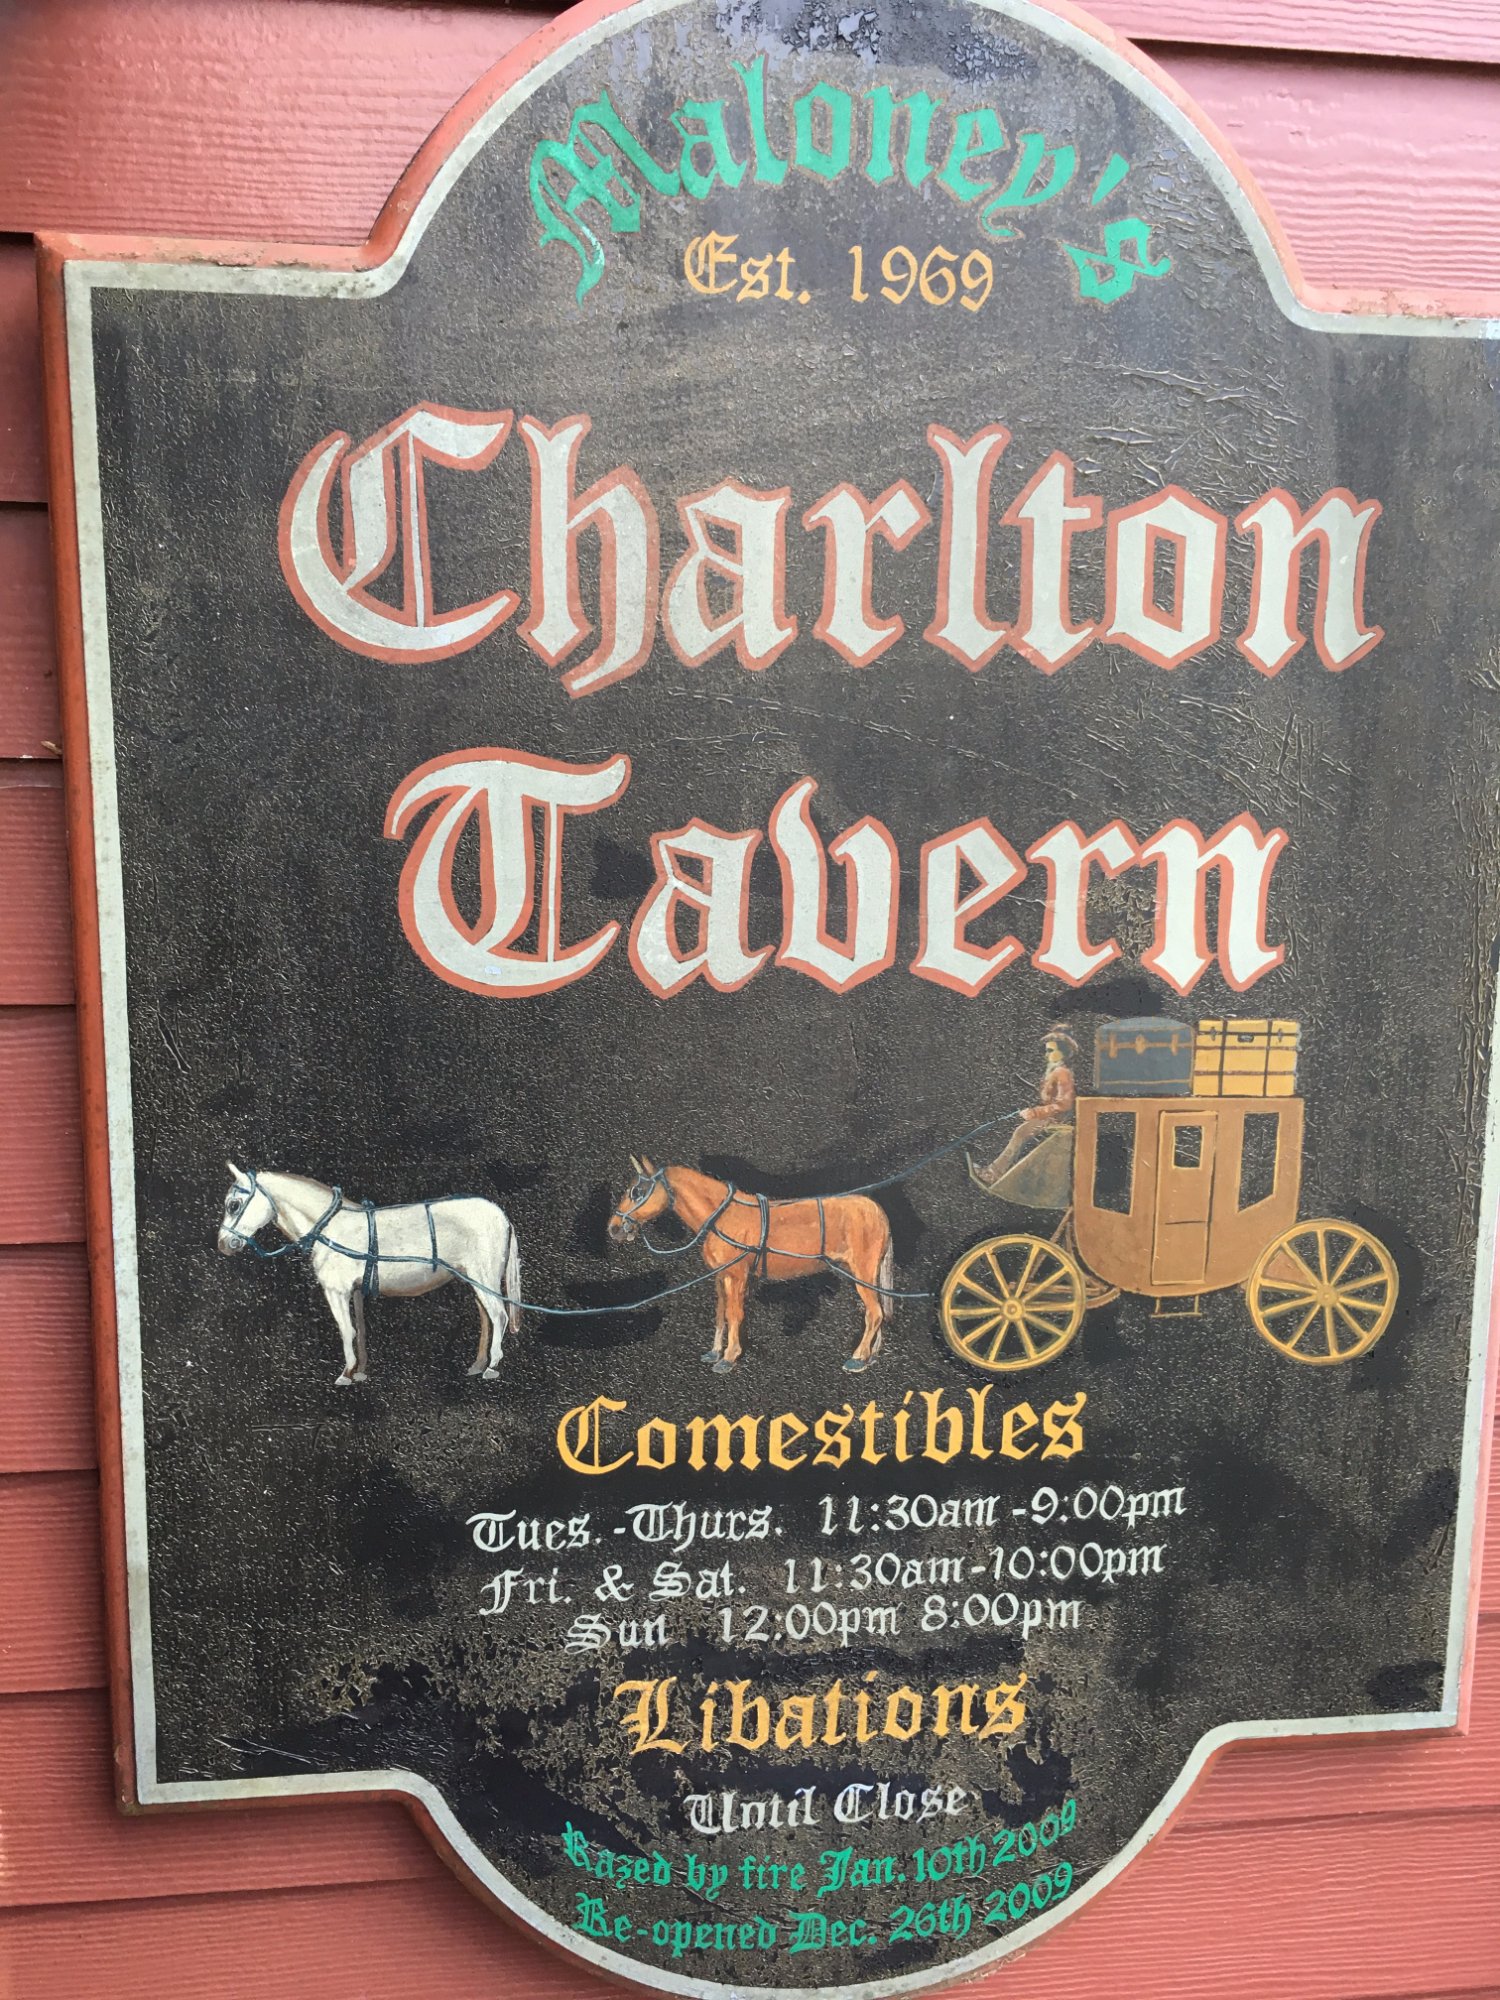 Maloney's
Est. 1969
Charlton
Tavern
Comestibles
Tues.-Thurs. 11:30am-9:00pm
Fri. & Sat. 11:30am-10:00pm
Sun 12:00pm 8:00pm
Libations
Until Close
Razed by fire Jan. 10th 2009
Re-opened Dec. 26th 2009